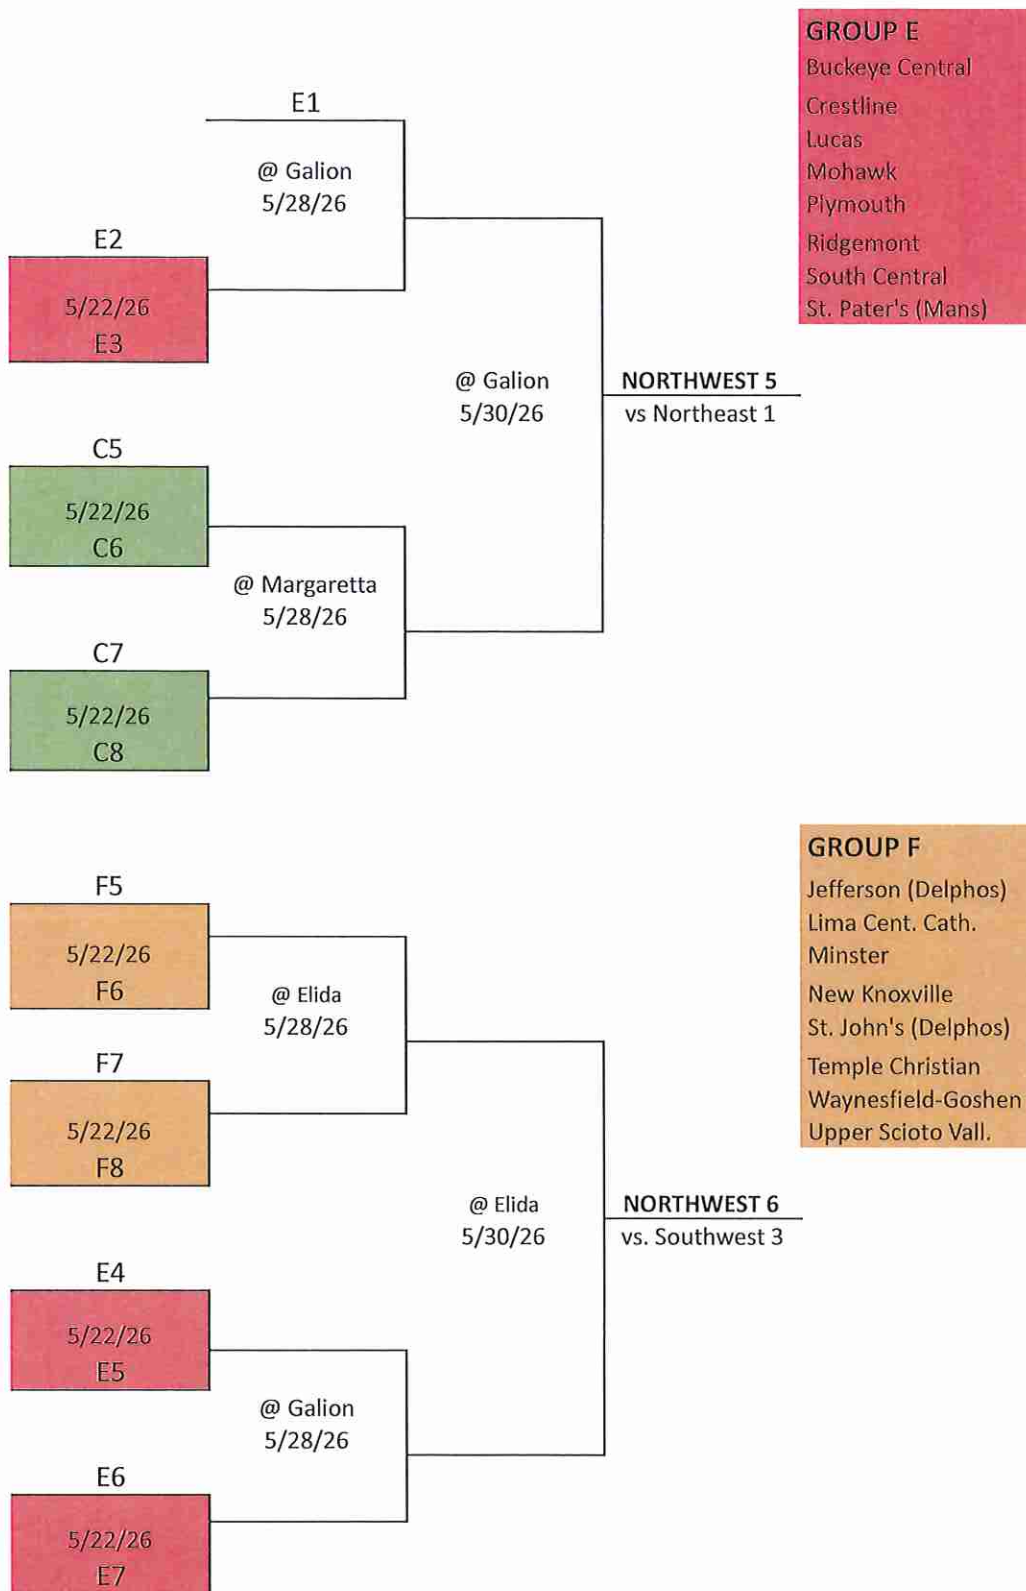 GROUP E
Buckeye Central
Crestline
Lucas
Mohawk
Plymouth
Ridgemont
South Central
St. Pater's (Mans)
E1
@ Galion
5/28/26
E2
5/22/26
E3
@ Galion
5/30/26
NORTHWEST 5
vs Northeast 1
C5
5/22/26
C6
@ Margaretta
5/28/26
C7
5/22/26
C8
GROUP F
Jefferson (Delphos)
Lima Cent. Cath.
Minster
New Knoxville
St. John's (Delphos)
Temple Christian
Waynesfield-Goshen
Upper Scioto Vall.
F5
5/22/26
F6
@ Elida
5/28/26
F7
5/22/26
F8
@ Elida
5/30/26
NORTHWEST 6
vs. Southwest 3
E4
5/22/26
E5
@ Galion
5/28/26
E6
5/22/26
E7